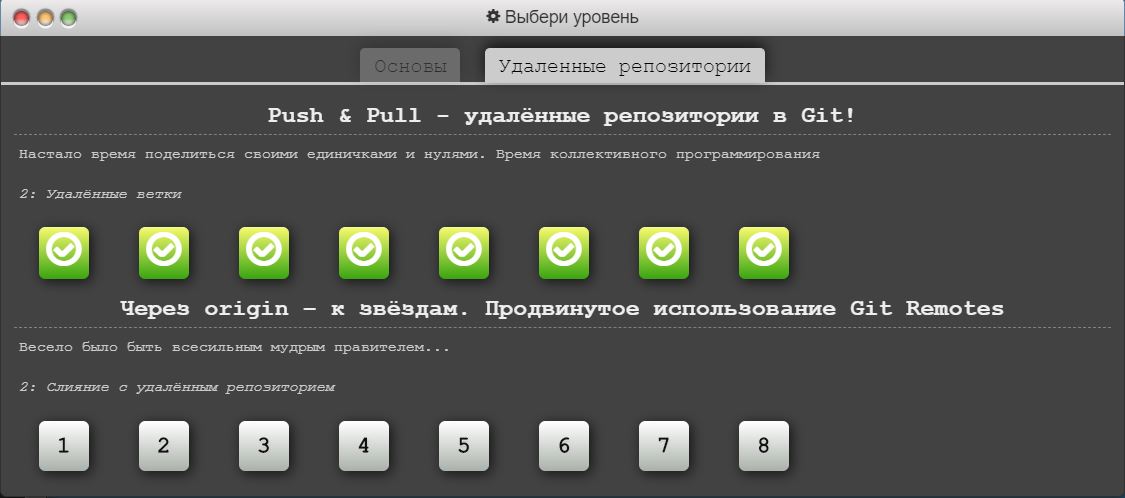 Выбери уровень
Основы
Удаленные репозитории
Push & Pull - удалённые репозитории в Git!
Настало время поделиться своими единичками и нулями. Время коллективного программирования
2: Удалённые ветки
Через origin – к звёздам. Продвинутое использование Git Remotes
Весело было быть всесильным мудрым правителем...
2: Слияние с удалённым репозиторием
1 2 3 4 5 6 7 8